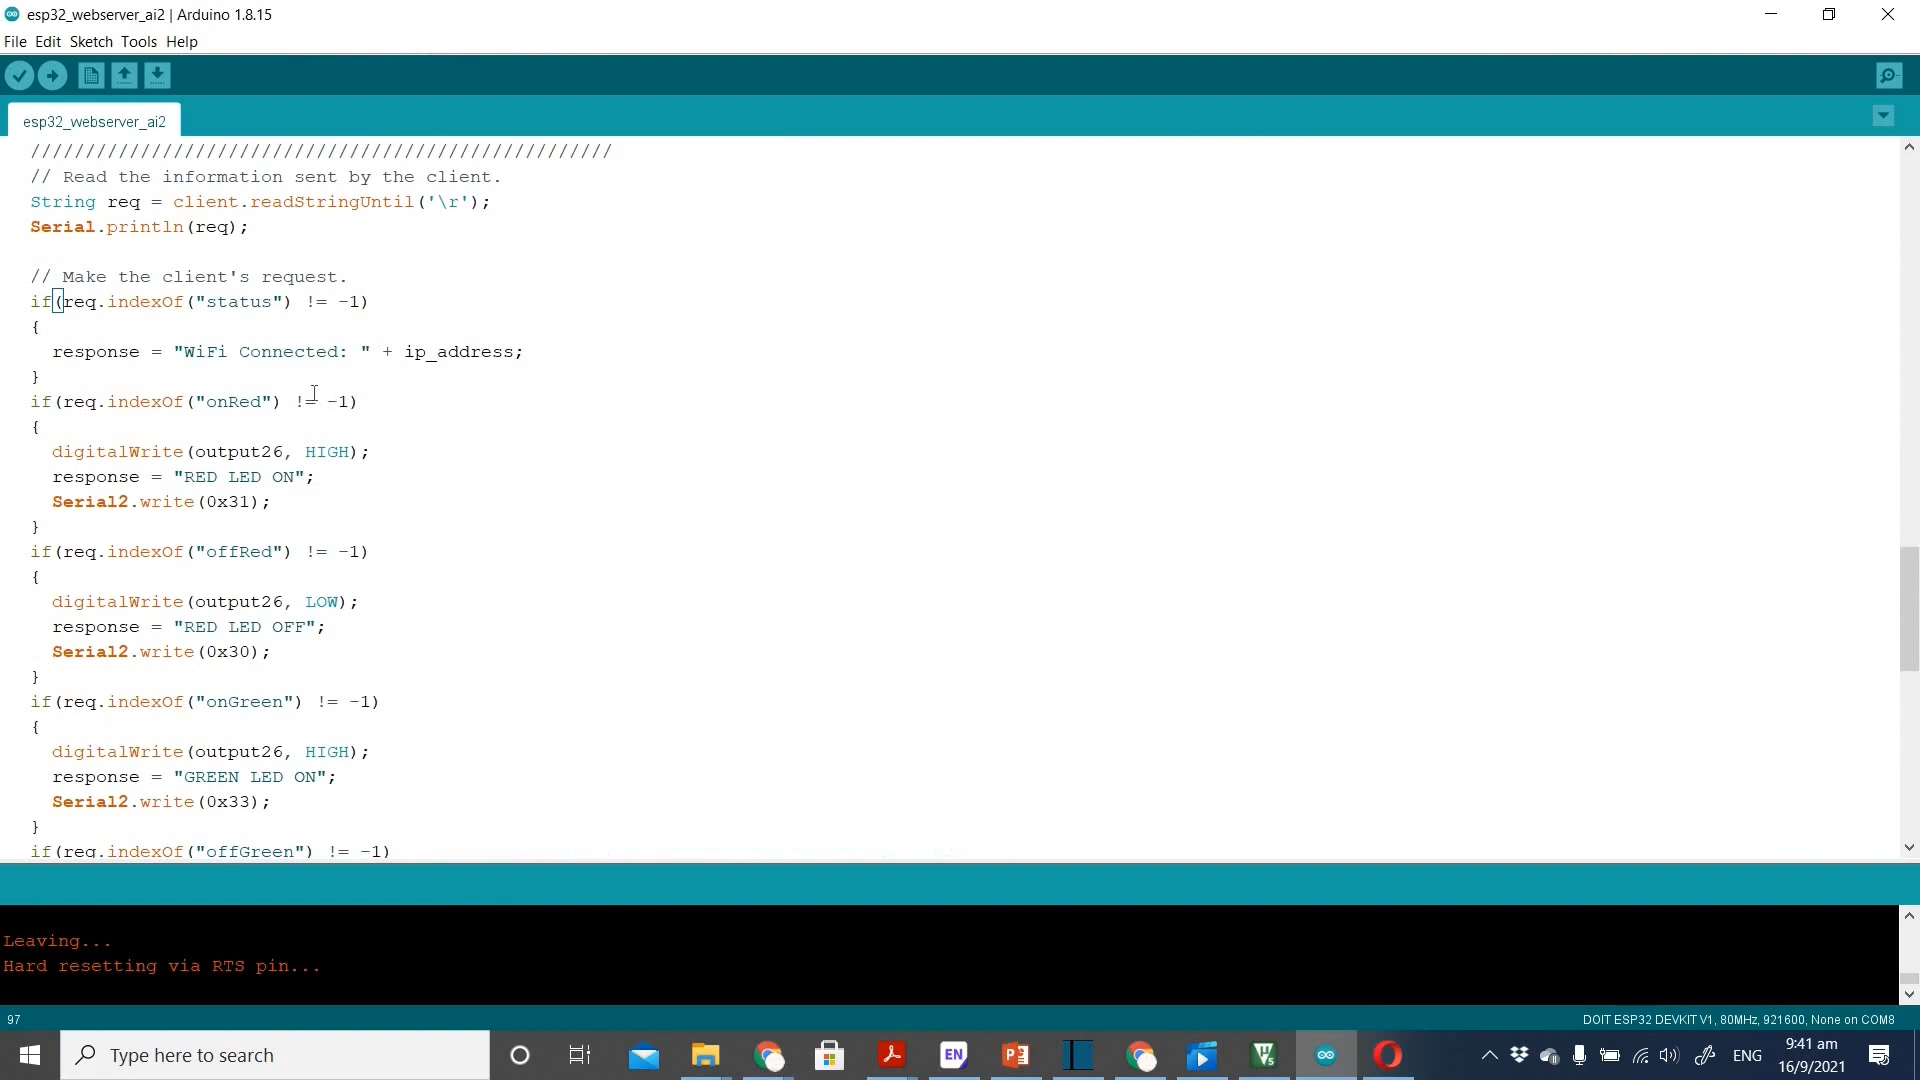 esp32_webserver_ai2 | Arduino 1.8.15
File Edit Sketch Tools Help
esp32_webserver_ai2
/////////////////////////////////////////////////////
// Read the information sent by the client.
String req = client.readStringUntil('\r');
Serial.println(req);
// Make the client's request.
if(req.indexOf("status") != -1)
{
response = "WiFi Connected: " + ip_address;
}
if(req.indexOf("onRed") != -1)
{
digitalWrite(output26, HIGH);
response = "RED LED ON";
Serial2.write(0x31);
}
if(req.indexOf("offRed") != -1)
{
digitalWrite(output26, LOW);
response = "RED LED OFF";
Serial2.write(0x30);
}
if(req.indexOf("onGreen") != -1)
{
digitalWrite(output26, HIGH);
response = "GREEN LED ON";
Serial2.write(0x33);
}
if(req.indexOf("offGreen") != -1)
Leaving...
Hard resetting via RTS pin...
97
DOIT ESP32 DEVKIT V1, 80MHz, 921600, None on COM8
Type here to search
EN
ENG
9:41 am
16/9/2021